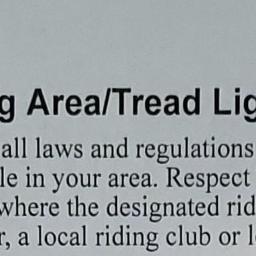 g Area/Tread Lig
all laws and regulations
le in your area. Respect
where the designated rid
r, a local riding club or l